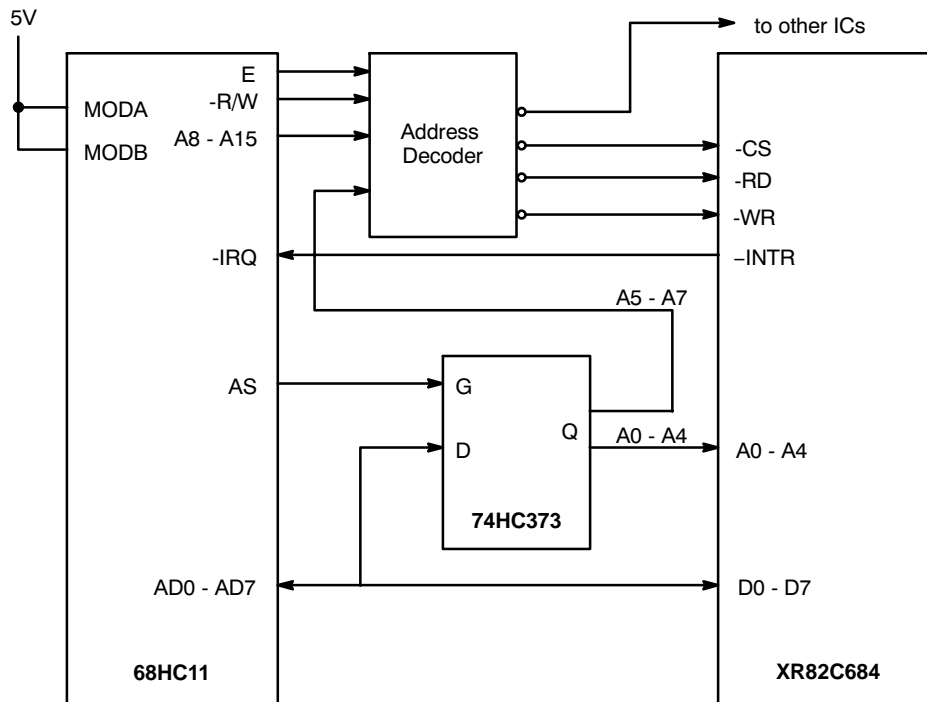 5V
to other ICs
E
-R/W
MODA
A8 - A15
MODB
Address
Decoder
-CS
-RD
-WR
-IRQ
–INTR
A5 - A7
AS
G
Q
D
A0 - A4
A0 - A4
74HC373
AD0 - AD7
D0 - D7
68HC11
XR82C684